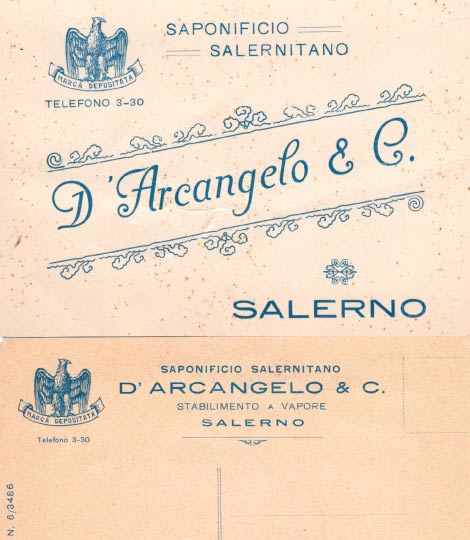 SAPONIFICIO
SALERNITANO
MARCA DEPOSITATA
TELEFONO 3-30
D'Arcangelo & C.
SALERNO
SAPONIFICIO SALERNITANO
D'ARCANGELO & C.
STABILIMENTO A VAPORE
SALERNO
MARCA DEPOSITATA
Telefono 3-30
N. 6/3486